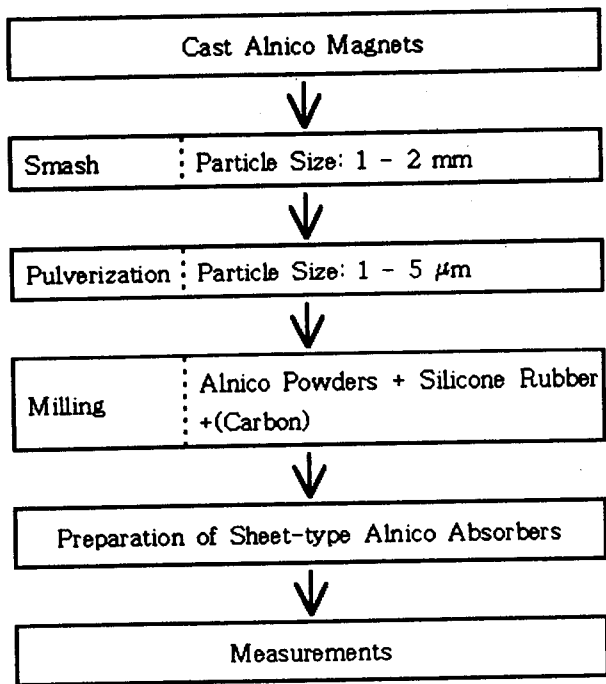 Cast Alnico Magnets
Smash Particle Size: 1 - 2 mm
Pulverization Particle Size: 1 - 5 μm
Milling
Alnico Powders + Silicone Rubber
+(Carbon)
Preparation of Sheet-type Alnico Absorbers
Measurements